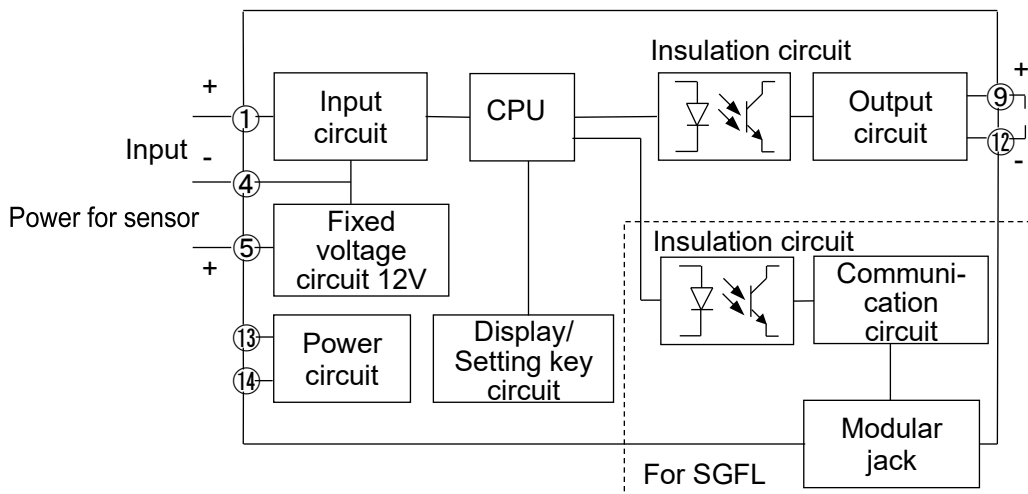 Insulation circuit
+
①
Input
circuit
CPU
Output
circuit
⑨
+
Input
-
④
⑫
-
Power for sensor
⑤
+
Fixed
voltage
circuit 12V
Insulation circuit
Communi-
cation
circuit
⑬
⑭
Power
circuit
Display/
Setting key
circuit
Modular
jack
For SGFL